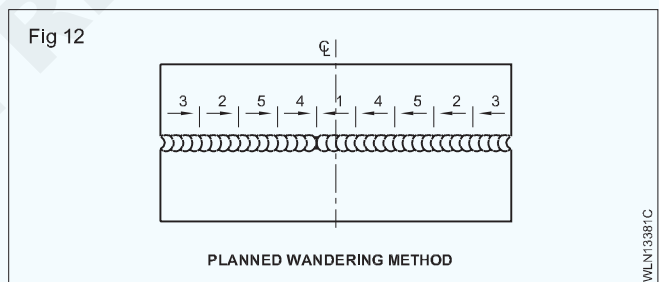 Fig 12
℄
3 2 5 4 1 4 5 2 3
PLANNED WANDERING METHOD
WLN13381C